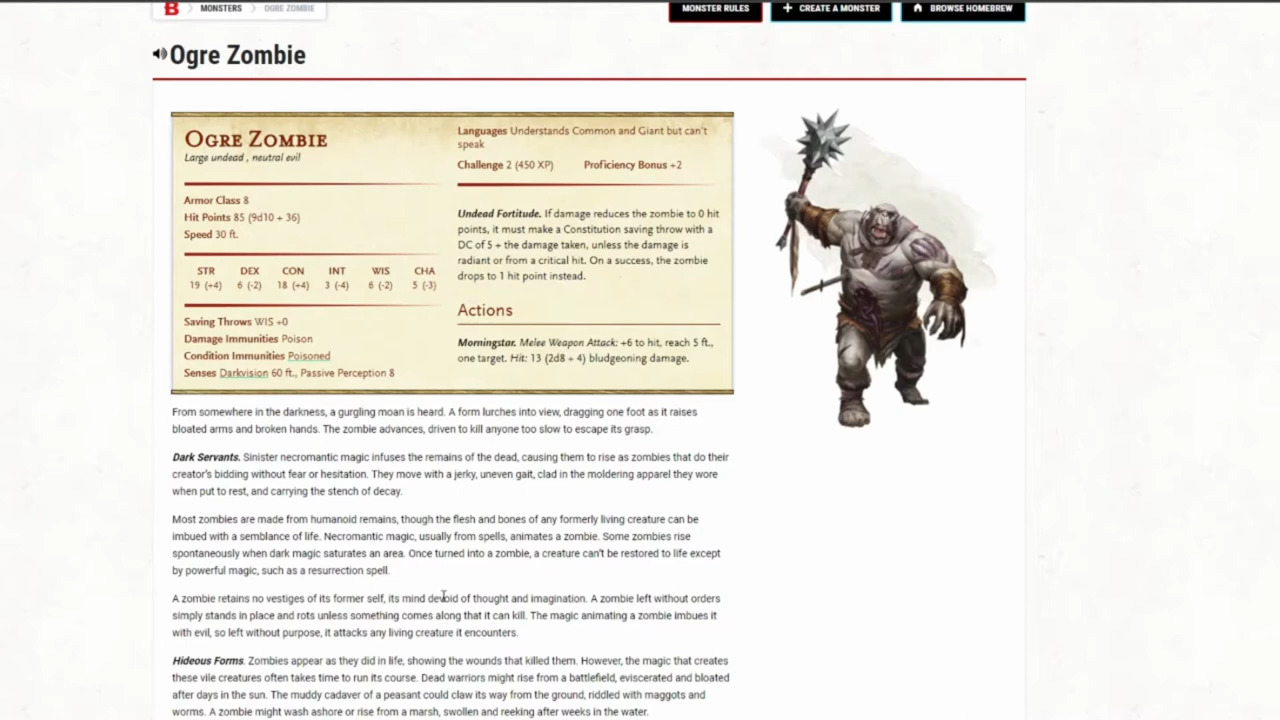 B MONSTERS OGRE ZOMBIE
MONSTER RULES + CREATE A MONSTER BROWSE HOMEBREW
Ogre Zombie
OGRE ZOMBIE
Large undead , neutral evil
Armor Class 8
Hit Points 85 (9d10 + 36)
Speed 30 ft.
STR DEX CON INT WIS CHA
19 (+4) 6 (-2) 18 (+4) 3 (-4) 6 (-2) 5 (-3)
Saving Throws WIS +0
Damage Immunities Poison
Condition Immunities Poisoned
Senses Darkvision 60 ft., Passive Perception 8
Languages Understands Common and Giant but can't
speak
Challenge 2 (450 XP) Proficiency Bonus +2
Undead Fortitude. If damage reduces the zombie to 0 hit
points, it must make a Constitution saving throw with a
DC of 5 + the damage taken, unless the damage is
radiant or from a critical hit. On a success, the zombie
drops to 1 hit point instead.
Actions
Morningstar. Melee Weapon Attack: +6 to hit, reach 5 ft.,
one target. Hit: 13 (2d8 + 4) bludgeoning damage.
From somewhere in the darkness, a gurgling moan is heard. A form lurches into view, dragging one foot as it raises
bloated arms and broken hands. The zombie advances, driven to kill anyone too slow to escape its grasp.
Dark Servants. Sinister necromantic magic infuses the remains of the dead, causing them to rise as zombies that do their
creator's bidding without fear or hesitation. They move with a jerky, uneven gait, clad in the moldering apparel they wore
when put to rest, and carrying the stench of decay.
Most zombies are made from humanoid remains, though the flesh and bones of any formerly living creature can be
imbued with a semblance of life. Necromantic magic, usually from spells, animates a zombie. Some zombies rise
spontaneously when dark magic saturates an area. Once turned into a zombie, a creature can't be restored to life except
by powerful magic, such as a resurrection spell.
A zombie retains no vestiges of its former self, its mind devoid of thought and imagination. A zombie left without orders
simply stands in place and rots unless something comes along that it can kill. The magic animating a zombie imbues it
with evil, so left without purpose, it attacks any living creature it encounters.
Hideous Forms. Zombies appear as they did in life, showing the wounds that killed them. However, the magic that creates
these vile creatures often takes time to run its course. Dead warriors might rise from a battlefield, eviscerated and bloated
after days in the sun. The muddy cadaver of a peasant could claw its way from the ground, riddled with maggots and
worms. A zombie might wash ashore or rise from a marsh, swollen and reeking after weeks in the water.